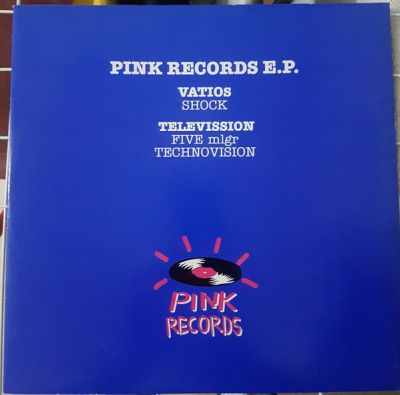 PINK RECORDS E.P.
VATIOS
SHOCK
TELEVISSION
FIVE mlgr
TECHNOVISION
PINK
RECORDS